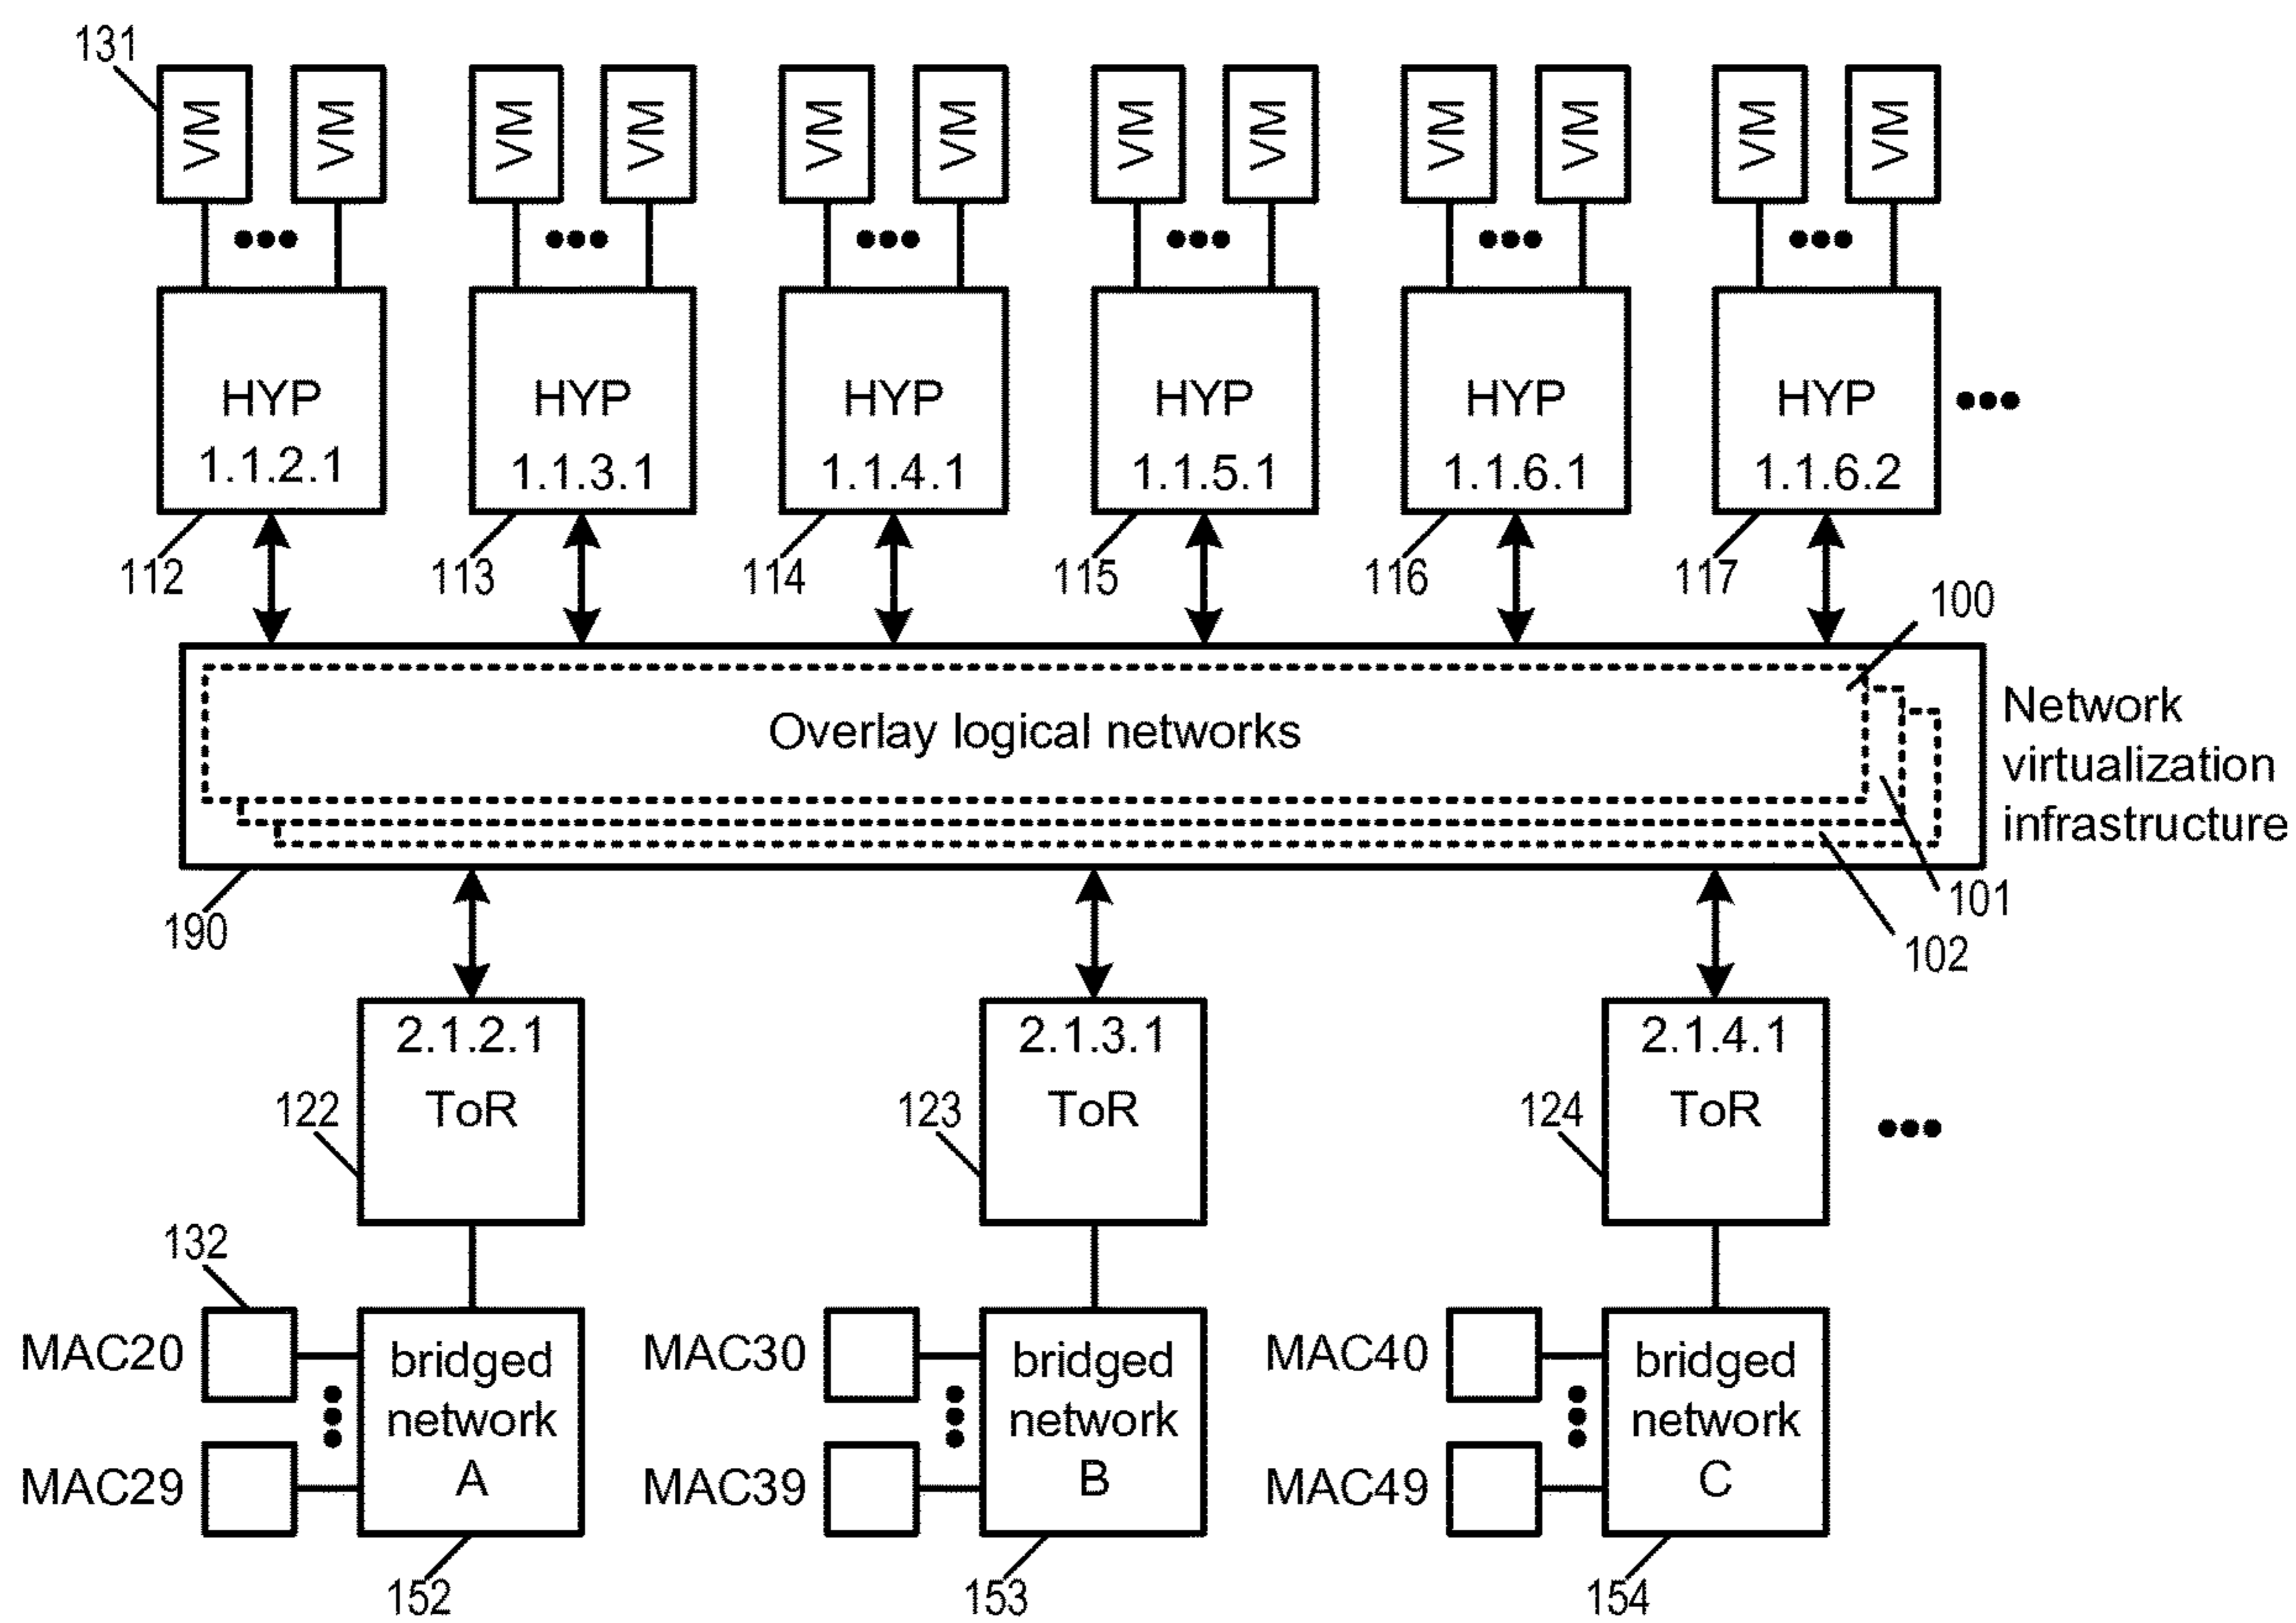 131
VM VM VM VM VM VM VM VM VM VM VM VM
HYP HYP HYP HYP HYP HYP
1.1.2.1 1.1.3.1 1.1.4.1 1.1.5.1 1.1.6.1 1.1.6.2
112 113 114 115 116 117
100
Overlay logical networks
Network
virtualization
infrastructure
101
190
102
2.1.2.1 2.1.3.1 2.1.4.1
ToR ToR ToR
122 123 124
132
MAC20 MAC30 MAC40
bridged
network
A
bridged
network
B
bridged
network
C
MAC29 MAC39 MAC49
152 153 154